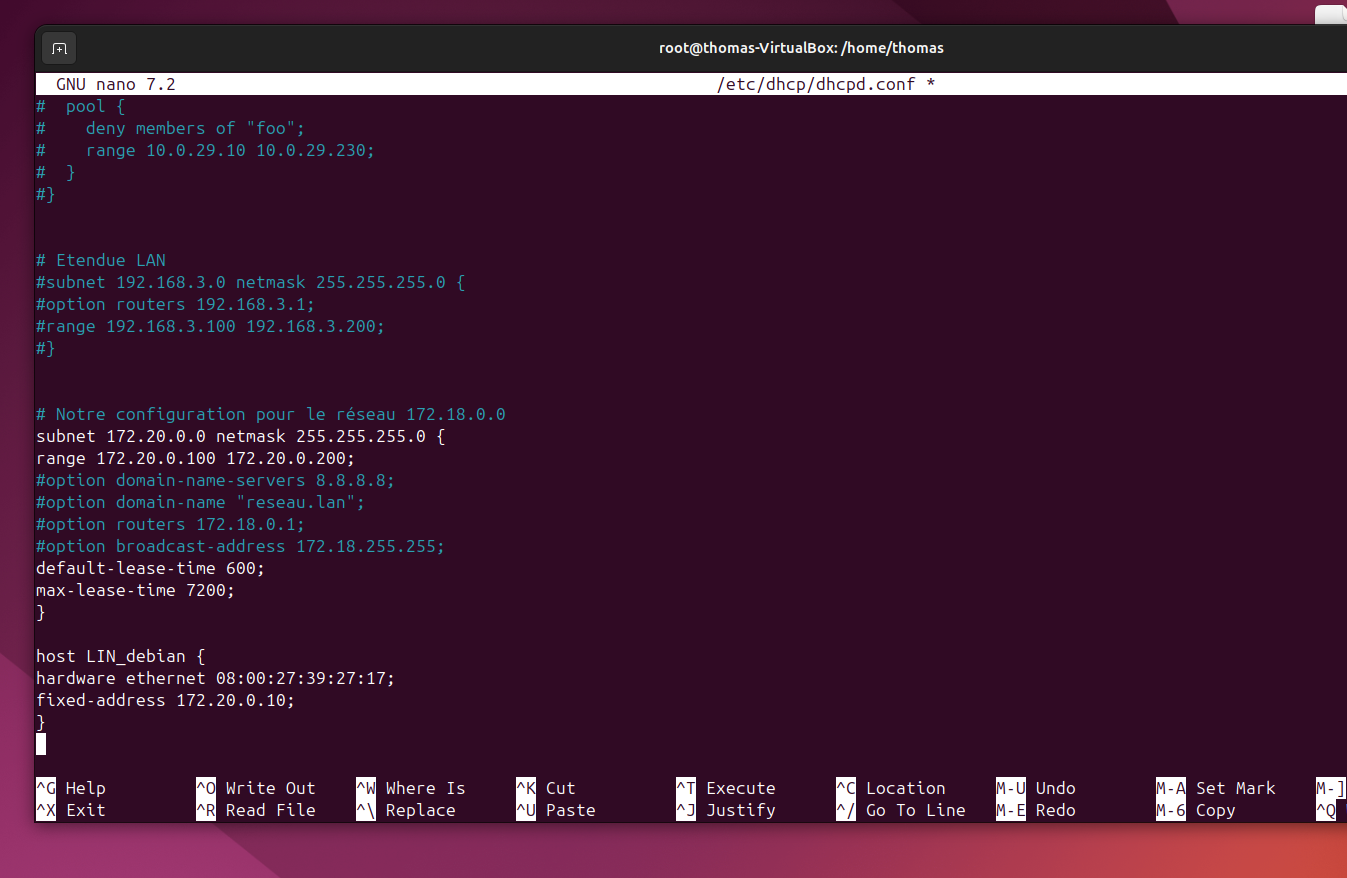 root@thomas-VirtualBox: /home/thomas
GNU nano 7.2 /etc/dhcp/dhcpd.conf *
#  pool {
#    deny members of "foo";
#    range 10.0.29.10 10.0.29.230;
#  }
#}
# Etendue LAN
#subnet 192.168.3.0 netmask 255.255.255.0 {
#option routers 192.168.3.1;
#range 192.168.3.100 192.168.3.200;
#}
# Notre configuration pour le réseau 172.18.0.0
subnet 172.20.0.0 netmask 255.255.255.0 {
range 172.20.0.100 172.20.0.200;
#option domain-name-servers 8.8.8.8;
#option domain-name "reseau.lan";
#option routers 172.18.0.1;
#option broadcast-address 172.18.255.255;
default-lease-time 600;
max-lease-time 7200;
}
host LIN_debian {
hardware ethernet 08:00:27:39:27:17;
fixed-address 172.20.0.10;
}
^G Help ^O Write Out ^W Where Is ^K Cut ^T Execute ^C Location M-U Undo M-A Set Mark M-]
^X Exit ^R Read File ^\ Replace ^U Paste ^J Justify ^/ Go To Line M-E Redo M-6 Copy ^Q